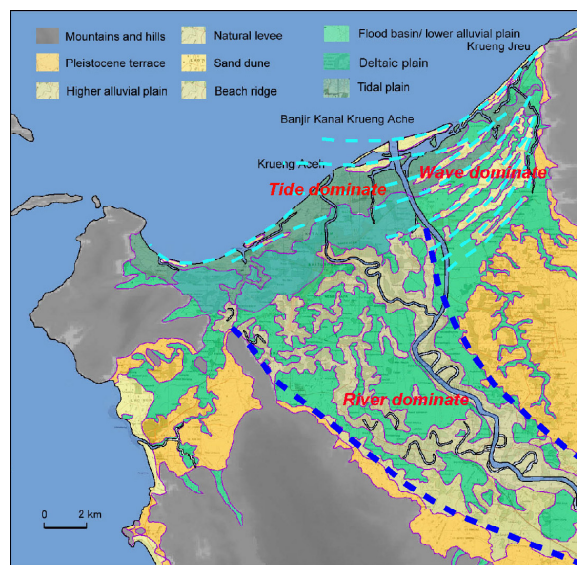 Mountains and hills
Natural levee
Flood basin/ lower alluvial plain
Krueng Jreu
Pleistocene terrace
Sand dune
Deltaic plain
Higher alluvial plain
Beach ridge
Tidal plain
Banjir Kanal Krueng Ache
Krueng Aceh
Wave dominate
Tide dominate
River dominate
0 2 km